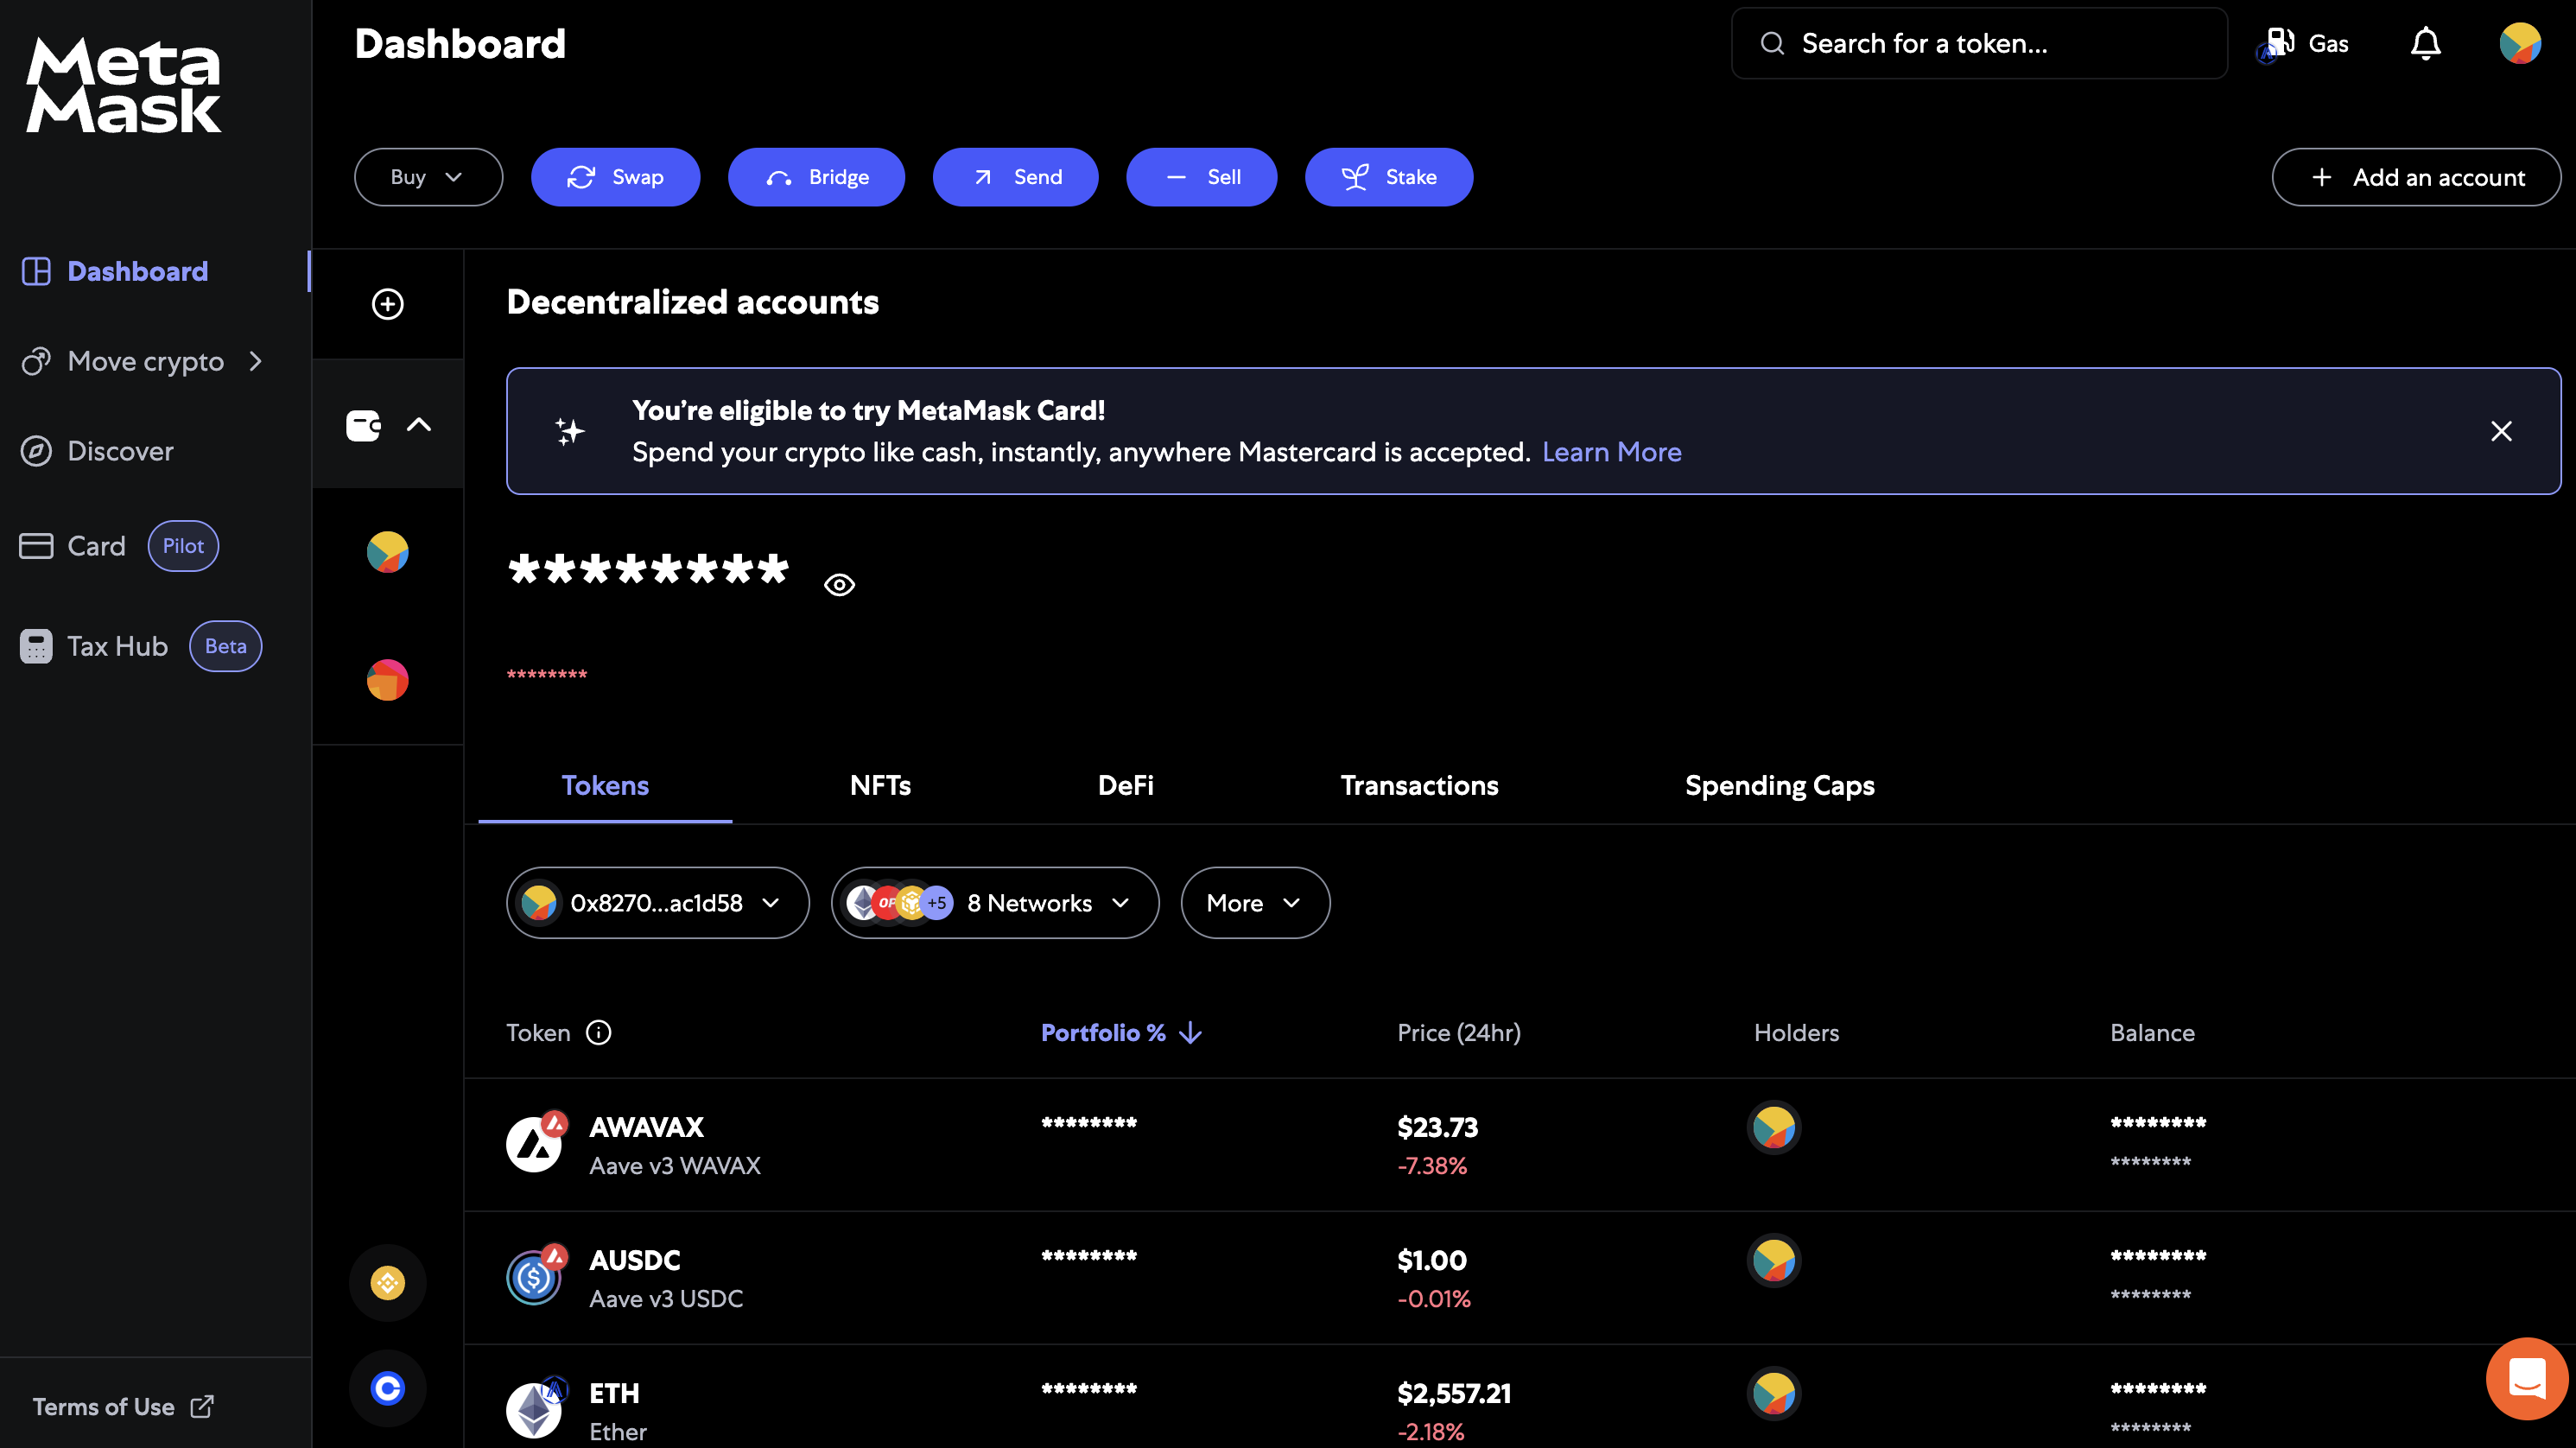 Meta
Mask
Dashboard
Search for a token...
Gas
Buy
Swap
Bridge
Send
Sell
Stake
Add an account
Dashboard
Move crypto
Discover
Card
Pilot
Tax Hub
Beta
Terms of Use
Decentralized accounts
You're eligible to try MetaMask Card!
Spend your crypto like cash, instantly, anywhere Mastercard is accepted. Learn More
********
********
Tokens
NFTs
DeFi
Transactions
Spending Caps
0x8270...ac1d58
OP
+5
8 Networks
More
Token
Portfolio %
Price (24hr)
Holders
Balance
AWAVAX
Aave v3 WAVAX
********
$23.73
-7.38%
********
********
AUSDC
Aave v3 USDC
********
$1.00
-0.01%
********
********
ETH
Ether
********
$2,557.21
-2.18%
********
********